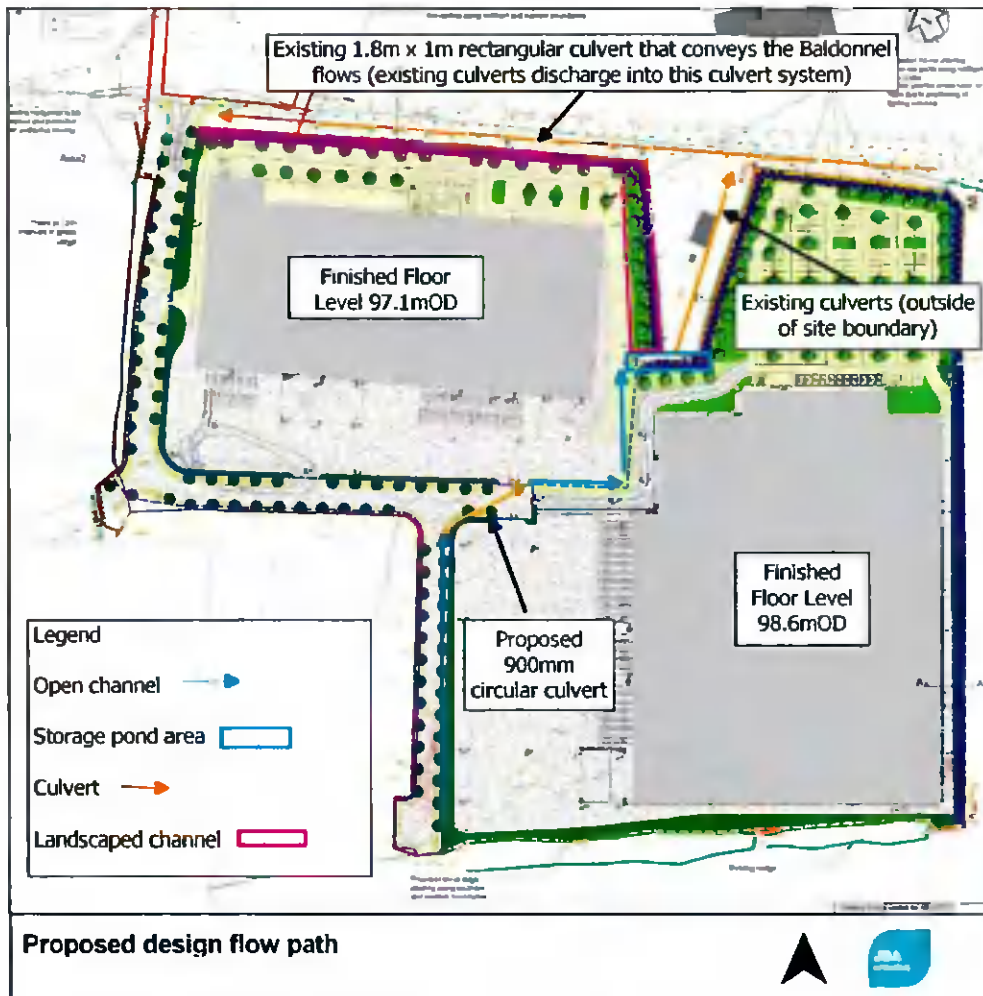 Existing 1.8m x 1m rectangular culvert that conveys the Baldonnel
flows (existing culverts discharge into this culvert system)
Finished Floor
Level 97.1mOD
Existing culverts (outside
of site boundary)
Finished
Floor Level
98.6mOD
Proposed
900mm
circular culvert
Legend
Open channel
Storage pond area
Culvert
Landscaped channel
Proposed design flow path